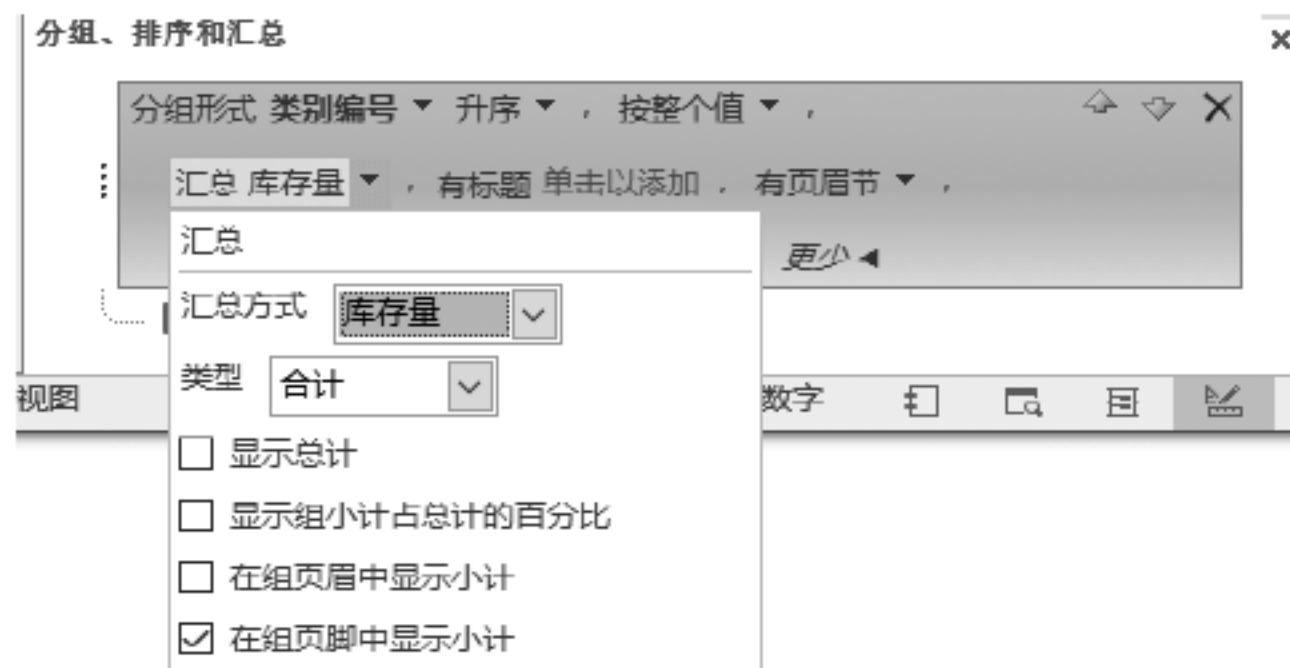 分组、排序和汇总
分组形式 类别编号 升序 , 按整个值 ,
汇总 库存量 , 有标题 单击以添加 , 有页眉节 ,
汇总
更少
汇总方式 库存量
类型 合计
视图 数字
显示总计
显示组小计占总计的百分比
在组页眉中显示小计
在组页脚中显示小计